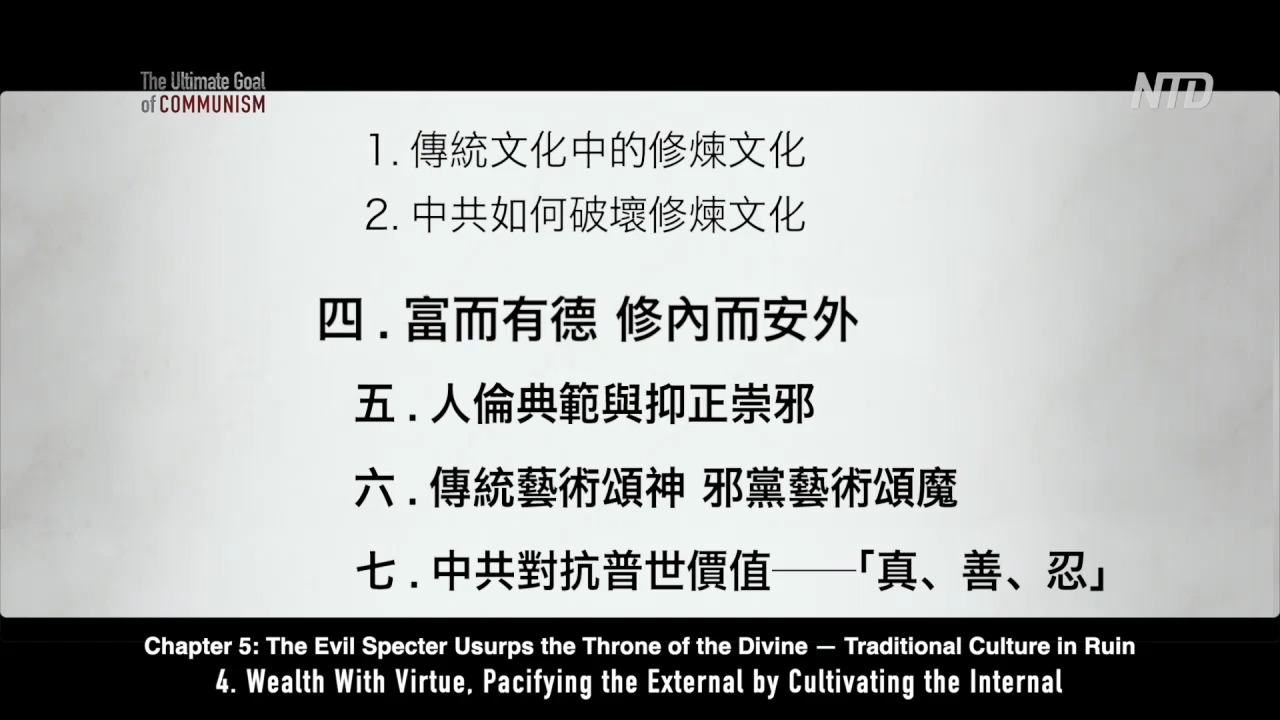 The Ultimate Goal
of COMMUNISM
NTD
1. 傳統文化中的修煉文化
2. 中共如何破壞修煉文化
四 . 富而有德 修內而安外
五 . 人倫典範與抑正崇邪
六 . 傳統藝術頌神 邪黨藝術頌魔
七 . 中共對抗普世價值──「真、善、忍」
Chapter 5: The Evil Specter Usurps the Throne of the Divine — Traditional Culture in Ruin
4. Wealth With Virtue, Pacifying the External by Cultivating the Internal